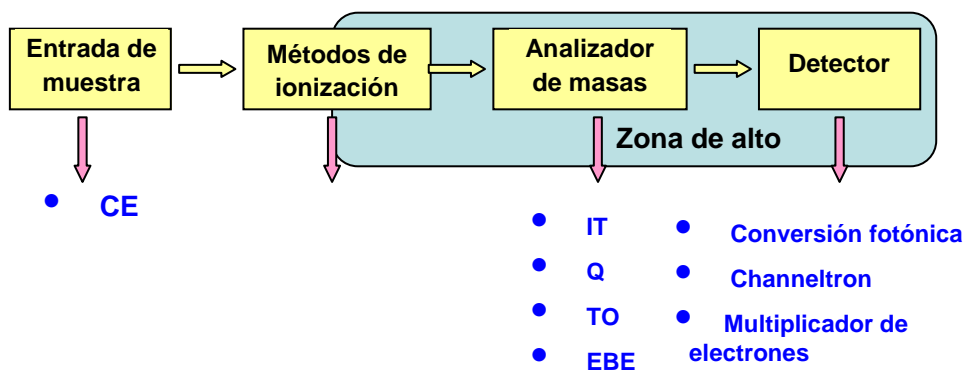 Entrada de
muestra
Métodos de
ionización
Analizador
de masas
Detector
Zona de alto
• CE
• IT
• Q
• TO
• EBE
• Conversión fotónica
• Channeltron
• Multiplicador de
electrones